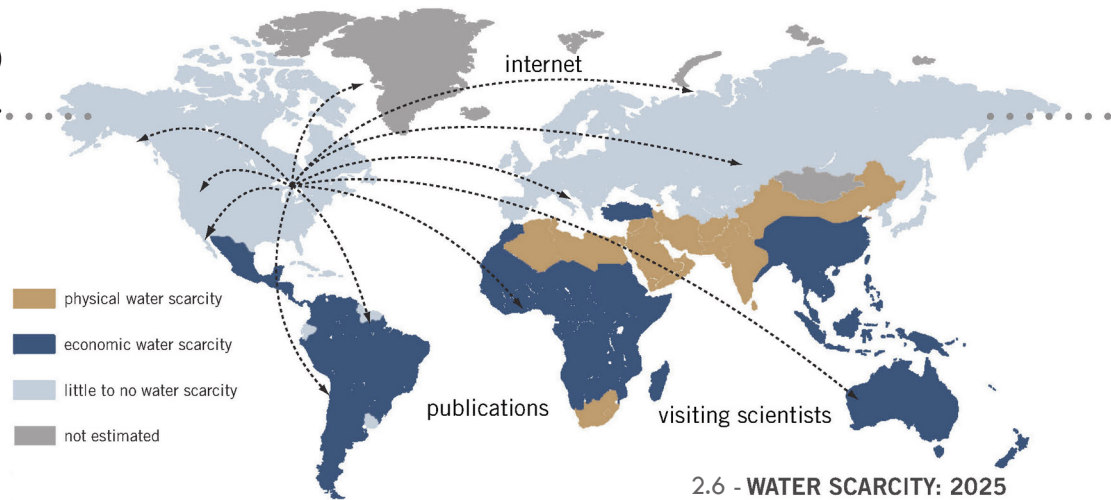 internet
physical water scarcity
economic water scarcity
little to no water scarcity
not estimated
publications
visiting scientists
2.6 - WATER SCARCITY: 2025